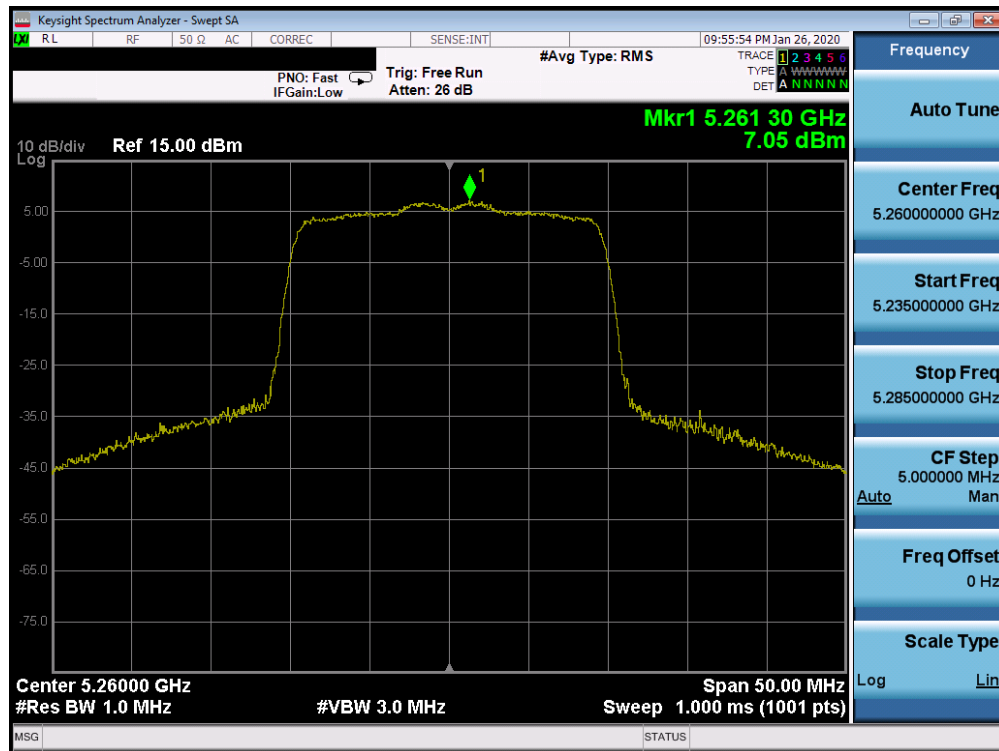 Keysight Spectrum Analyzer - Swept SA
LXI RL RF 50 Ω AC CORREC SENSE:INT 09:55:54 PM Jan 26, 2020
#Avg Type: RMS
TRACE 1 2 3 4 5 6
TYPE A WWWWW
DET A N N N N N
PNO: Fast
IFGain:Low
Trig: Free Run
Atten: 26 dB
Mkr1 5.261 30 GHz
7.05 dBm
10 dB/div Ref 15.00 dBm
Log
1
5.00
-5.00
-15.0
-25.0
-35.0
-45.0
-55.0
-65.0
-75.0
Center 5.26000 GHz Span 50.00 MHz
#Res BW 1.0 MHz #VBW 3.0 MHz Sweep 1.000 ms (1001 pts)
MSG STATUS
Frequency
Auto Tune
Center Freq
5.260000000 GHz
Start Freq
5.235000000 GHz
Stop Freq
5.285000000 GHz
CF Step
5.000000 MHz
Auto Man
Freq Offset
0 Hz
Scale Type
Log Lin